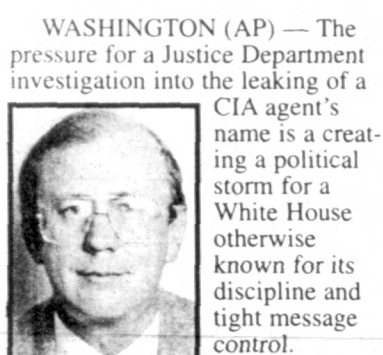 WASHINGTON (AP) — The
pressure for a Justice Department
investigation into the leaking of a
CIA agent's
name is a creat-
ing a political
storm for a
White House
otherwise
known for its
discipline and
tight message
control.